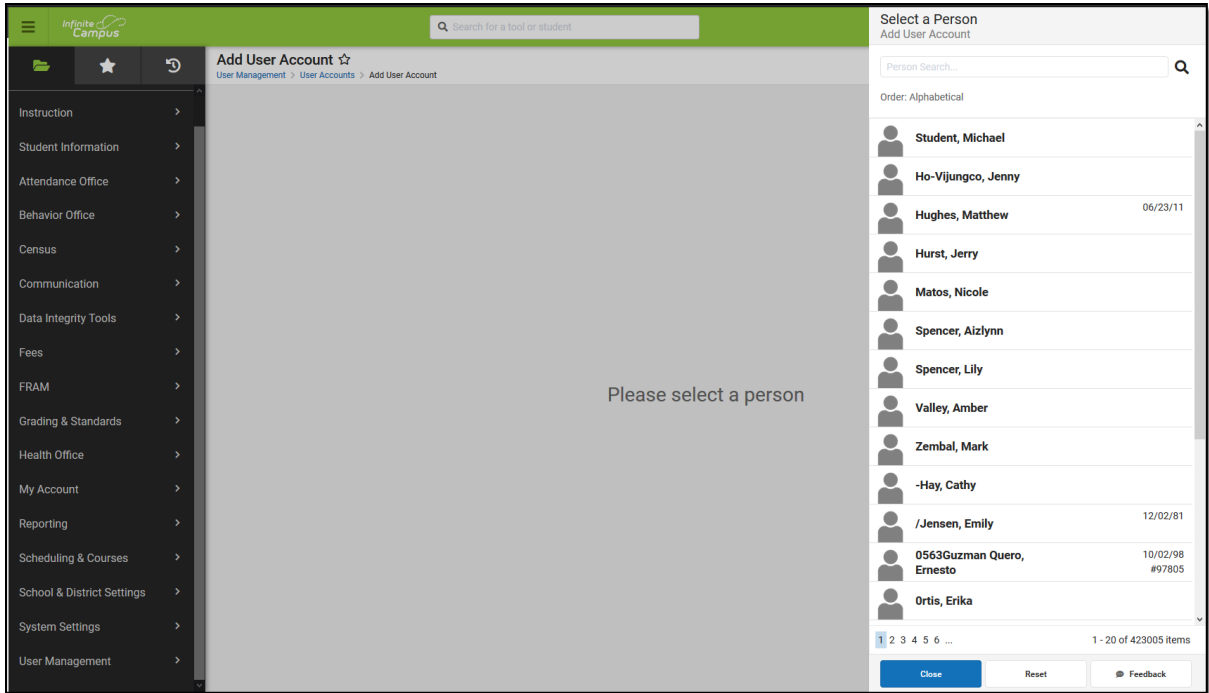 Infinite
Campus
Search for a tool or student
Add User Account
User Management > User Accounts > Add User Account
Instruction
Student Information
Attendance Office
Behavior Office
Census
Communication
Data Integrity Tools
Fees
FRAM
Grading & Standards
Health Office
My Account
Reporting
Scheduling & Courses
School & District Settings
System Settings
User Management
Please select a person
Select a Person
Add User Account
Person Search...
Order: Alphabetical
Student, Michael
Ho-Vijungco, Jenny
Hughes, Matthew 06/23/11
Hurst, Jerry
Matos, Nicole
Spencer, Aizlynn
Spencer, Lily
Valley, Amber
Zembal, Mark
-Hay, Cathy
/Jensen, Emily 12/02/81
0563Guzman Quero, 10/02/98
Ernesto #97805
0rtis, Erika
1 2 3 4 5 6 ... 1 - 20 of 423005 items
Close Reset Feedback